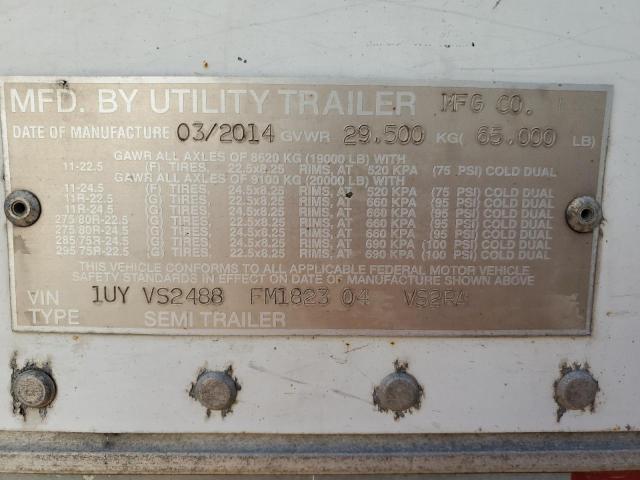 MFD. BY UTILITY TRAILER MFG CO.
DATE OF MANUFACTURE 03/2014 GVWR 29.500 KG( 65.000 LB)
GAWR ALL AXLES OF 8620 KG (19000 LB) WITH
11-22.5 (F) TIRES, 22.5x8.25 RIMS, AT 520 KPA (75 PSI) COLD DUAL
GAWR ALL AXLES OF 9100 KG (20000 LB) WITH
11-24.5 (F) TIRES, 24.5x8.25 RIMS, AT 520 KPA (75 PSI) COLD DUAL
11R-22.5 (G) TIRES, 22.5x8.25 RIMS, AT 660 KPA (95 PSI) COLD DUAL
11R-24.5 (G) TIRES, 24.5x8.25 RIMS, AT 660 KPA (95 PSI) COLD DUAL
275 80R-22.5 (G) TIRES, 22.5x8.25 RIMS, AT 660 KPA (95 PSI) COLD DUAL
275 80R-24.5 (G) TIRES, 24.5x8.25 RIMS, AT 660 KPA (95 PSI) COLD DUAL
285 75R-24.5 (G) TIRES, 24.5x8.25 RIMS, AT 690 KPA (100 PSI) COLD DUAL
295 75R-22.5 (G) TIRES, 22.5x8.25 RIMS, AT 690 KPA (100 PSI) COLD DUAL
THIS VEHICLE CONFORMS TO ALL APPLICABLE FEDERAL MOTOR VEHICLE
SAFETY STANDARDS IN EFFECT ON DATE OF MANUFACTURE SHOWN ABOVE
VIN 1UY VS2488 FM1823 04 VS2RA
TYPE SEMI TRAILER